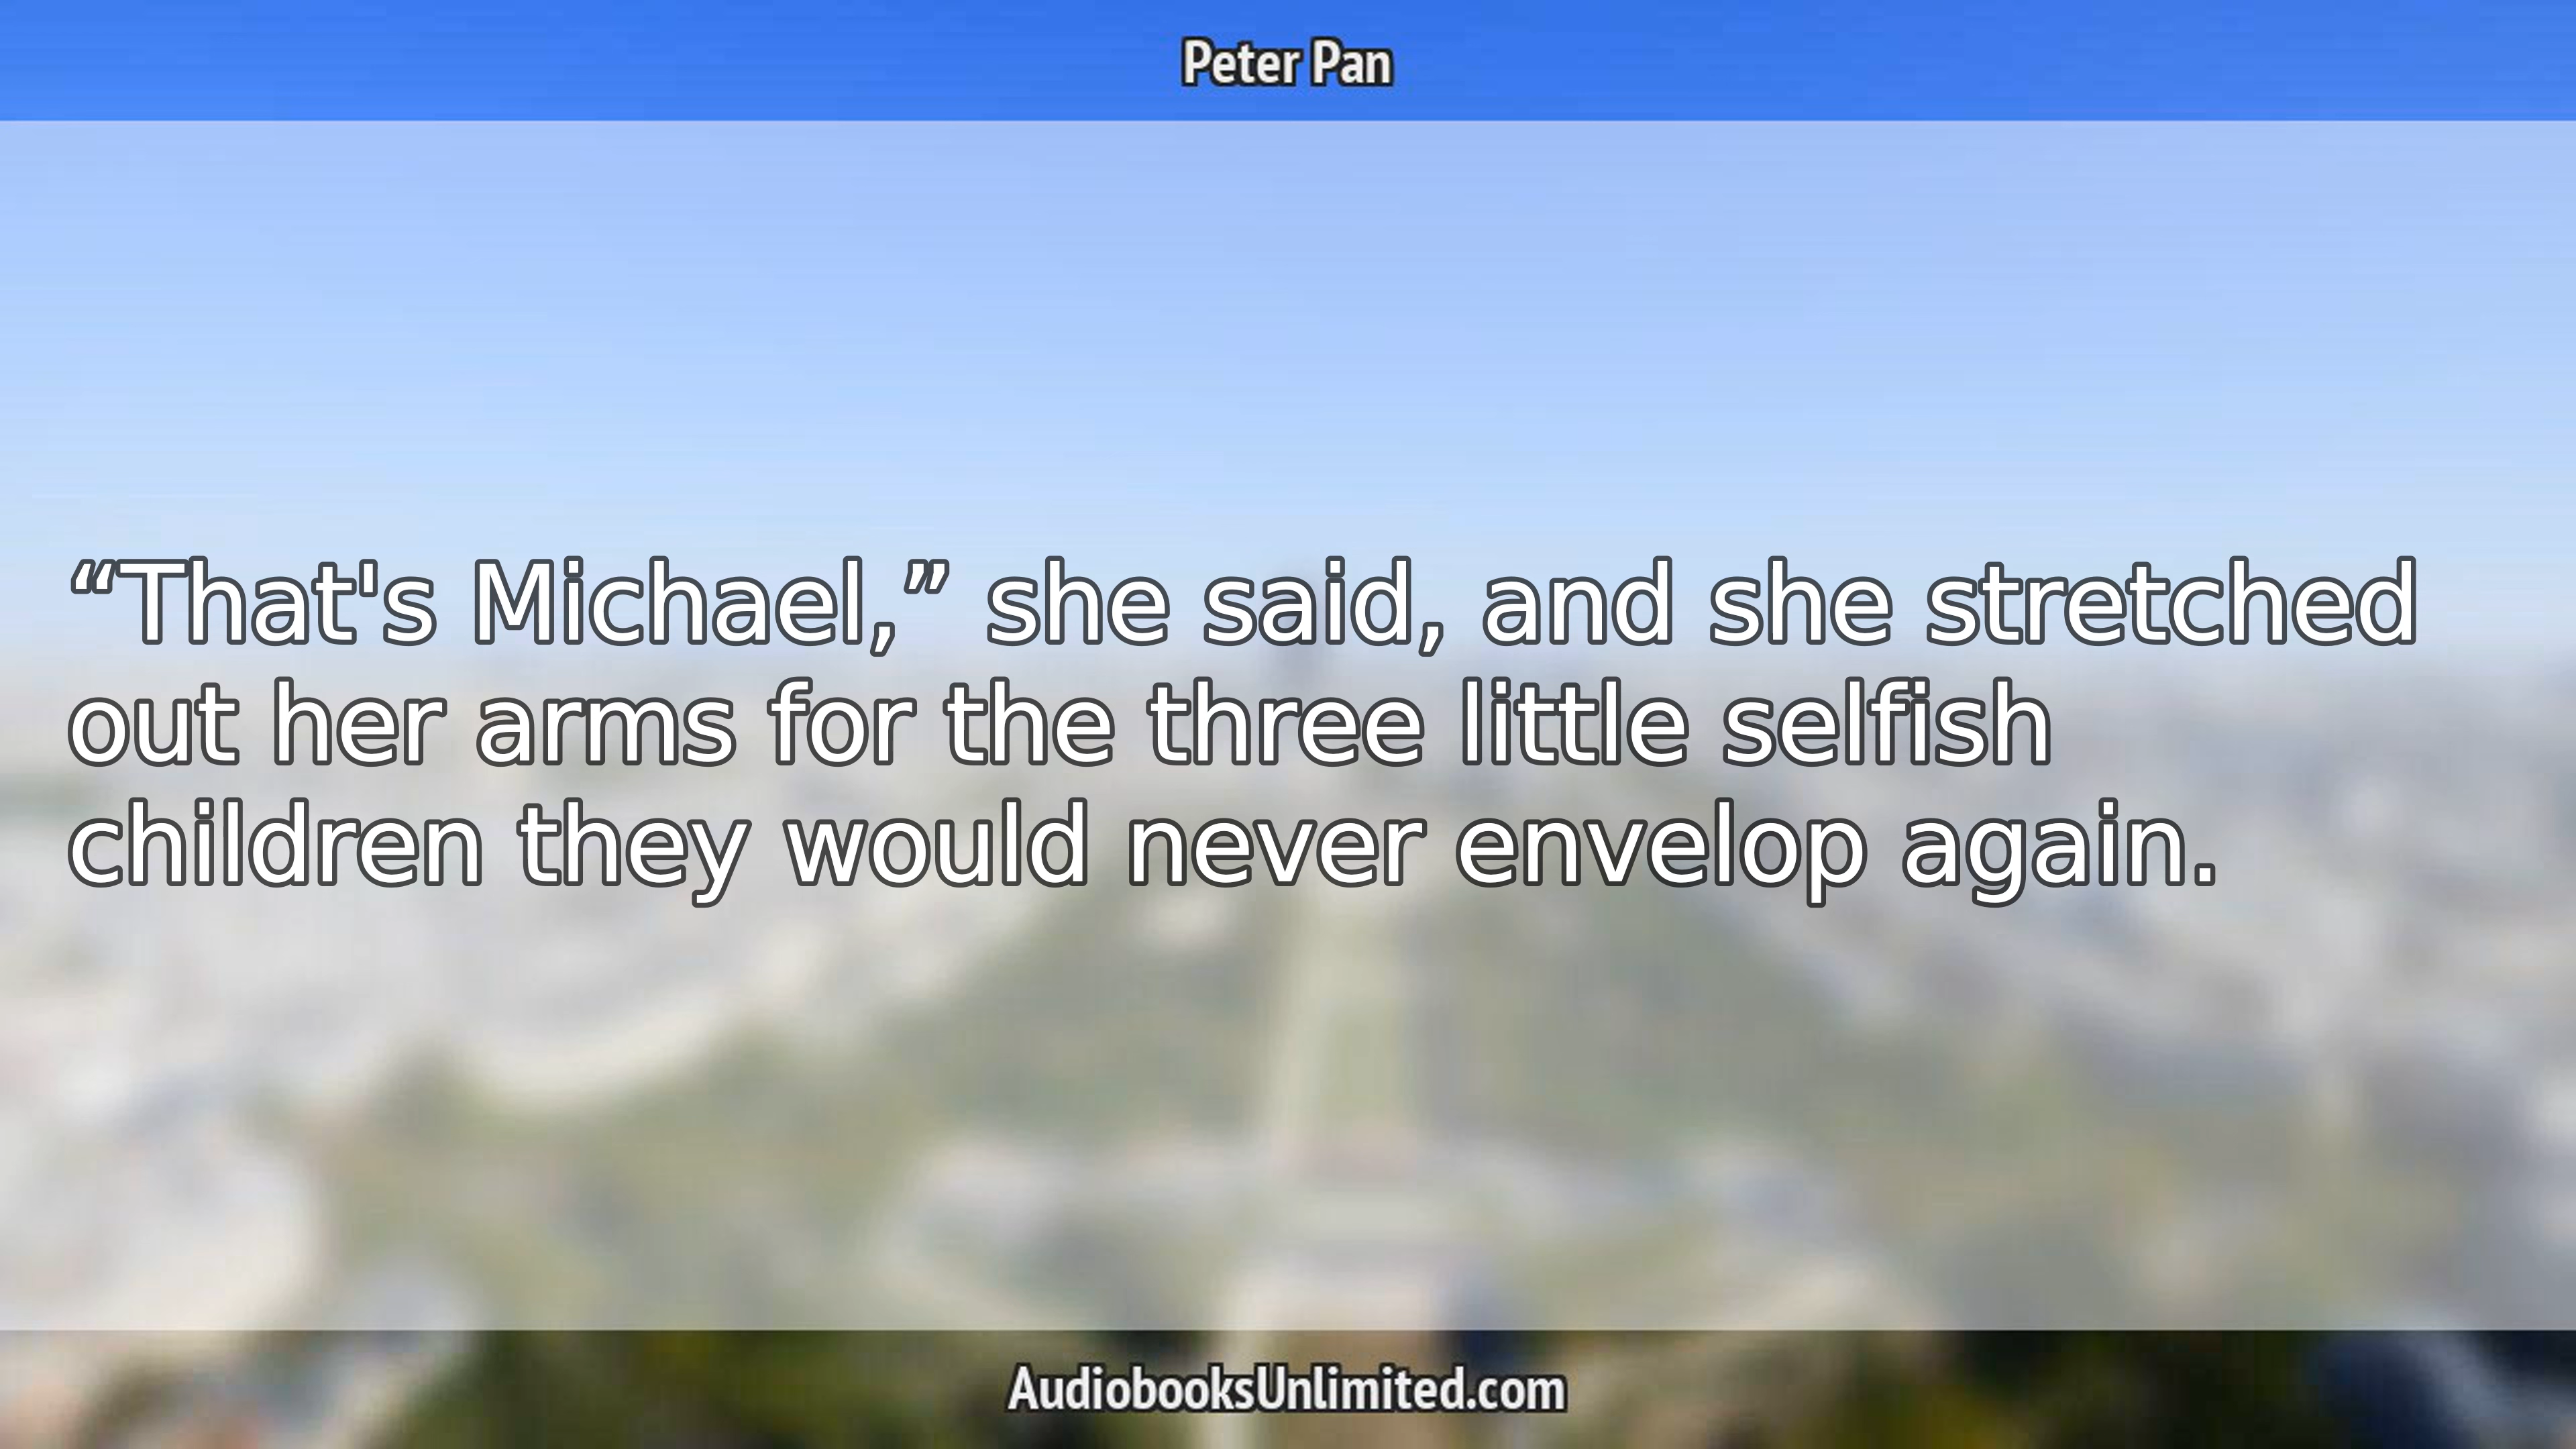 Peter Pan
“That's Michael,” she said, and she stretched
out her arms for the three little selfish
children they would never envelop again.
AudiobooksUnlimited.com